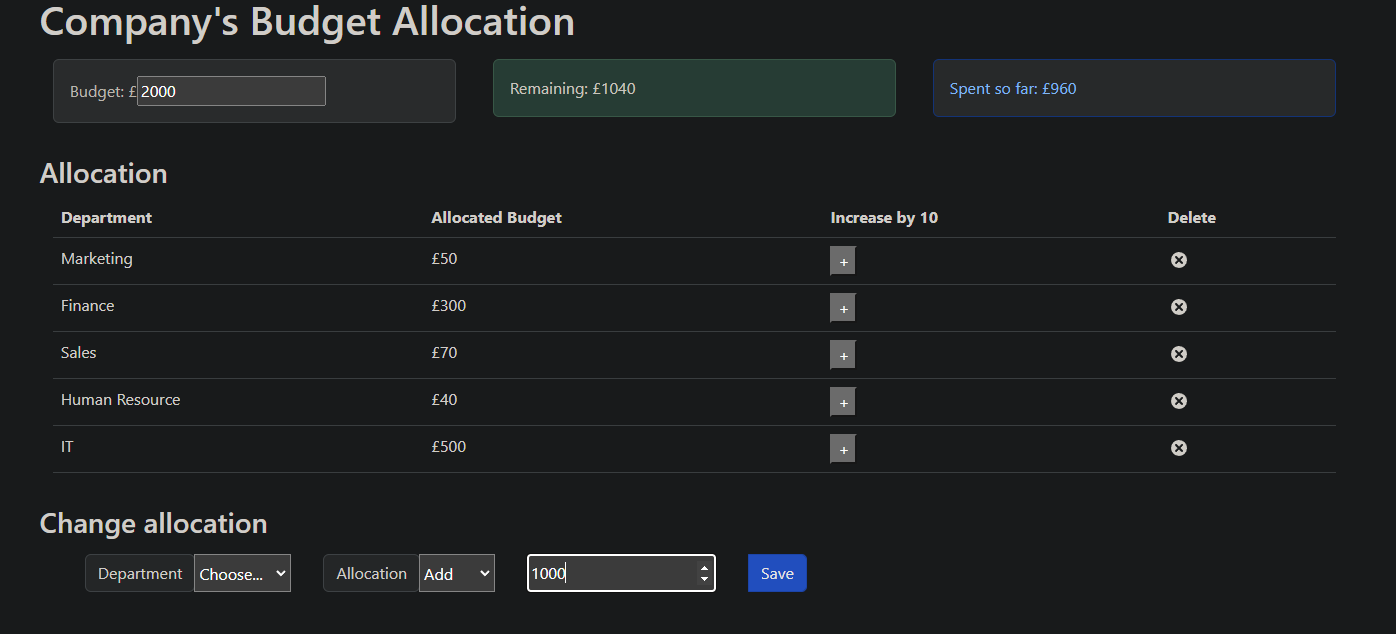 Company's Budget Allocation
Budget: £ 2000 Remaining: £1040 Spent so far: £960
Allocation
Department Allocated Budget Increase by 10 Delete
Marketing £50 +
Finance £300 +
Sales £70 +
Human Resource £40 +
IT £500 +
Change allocation
Department Choose... Allocation Add 1000 Save